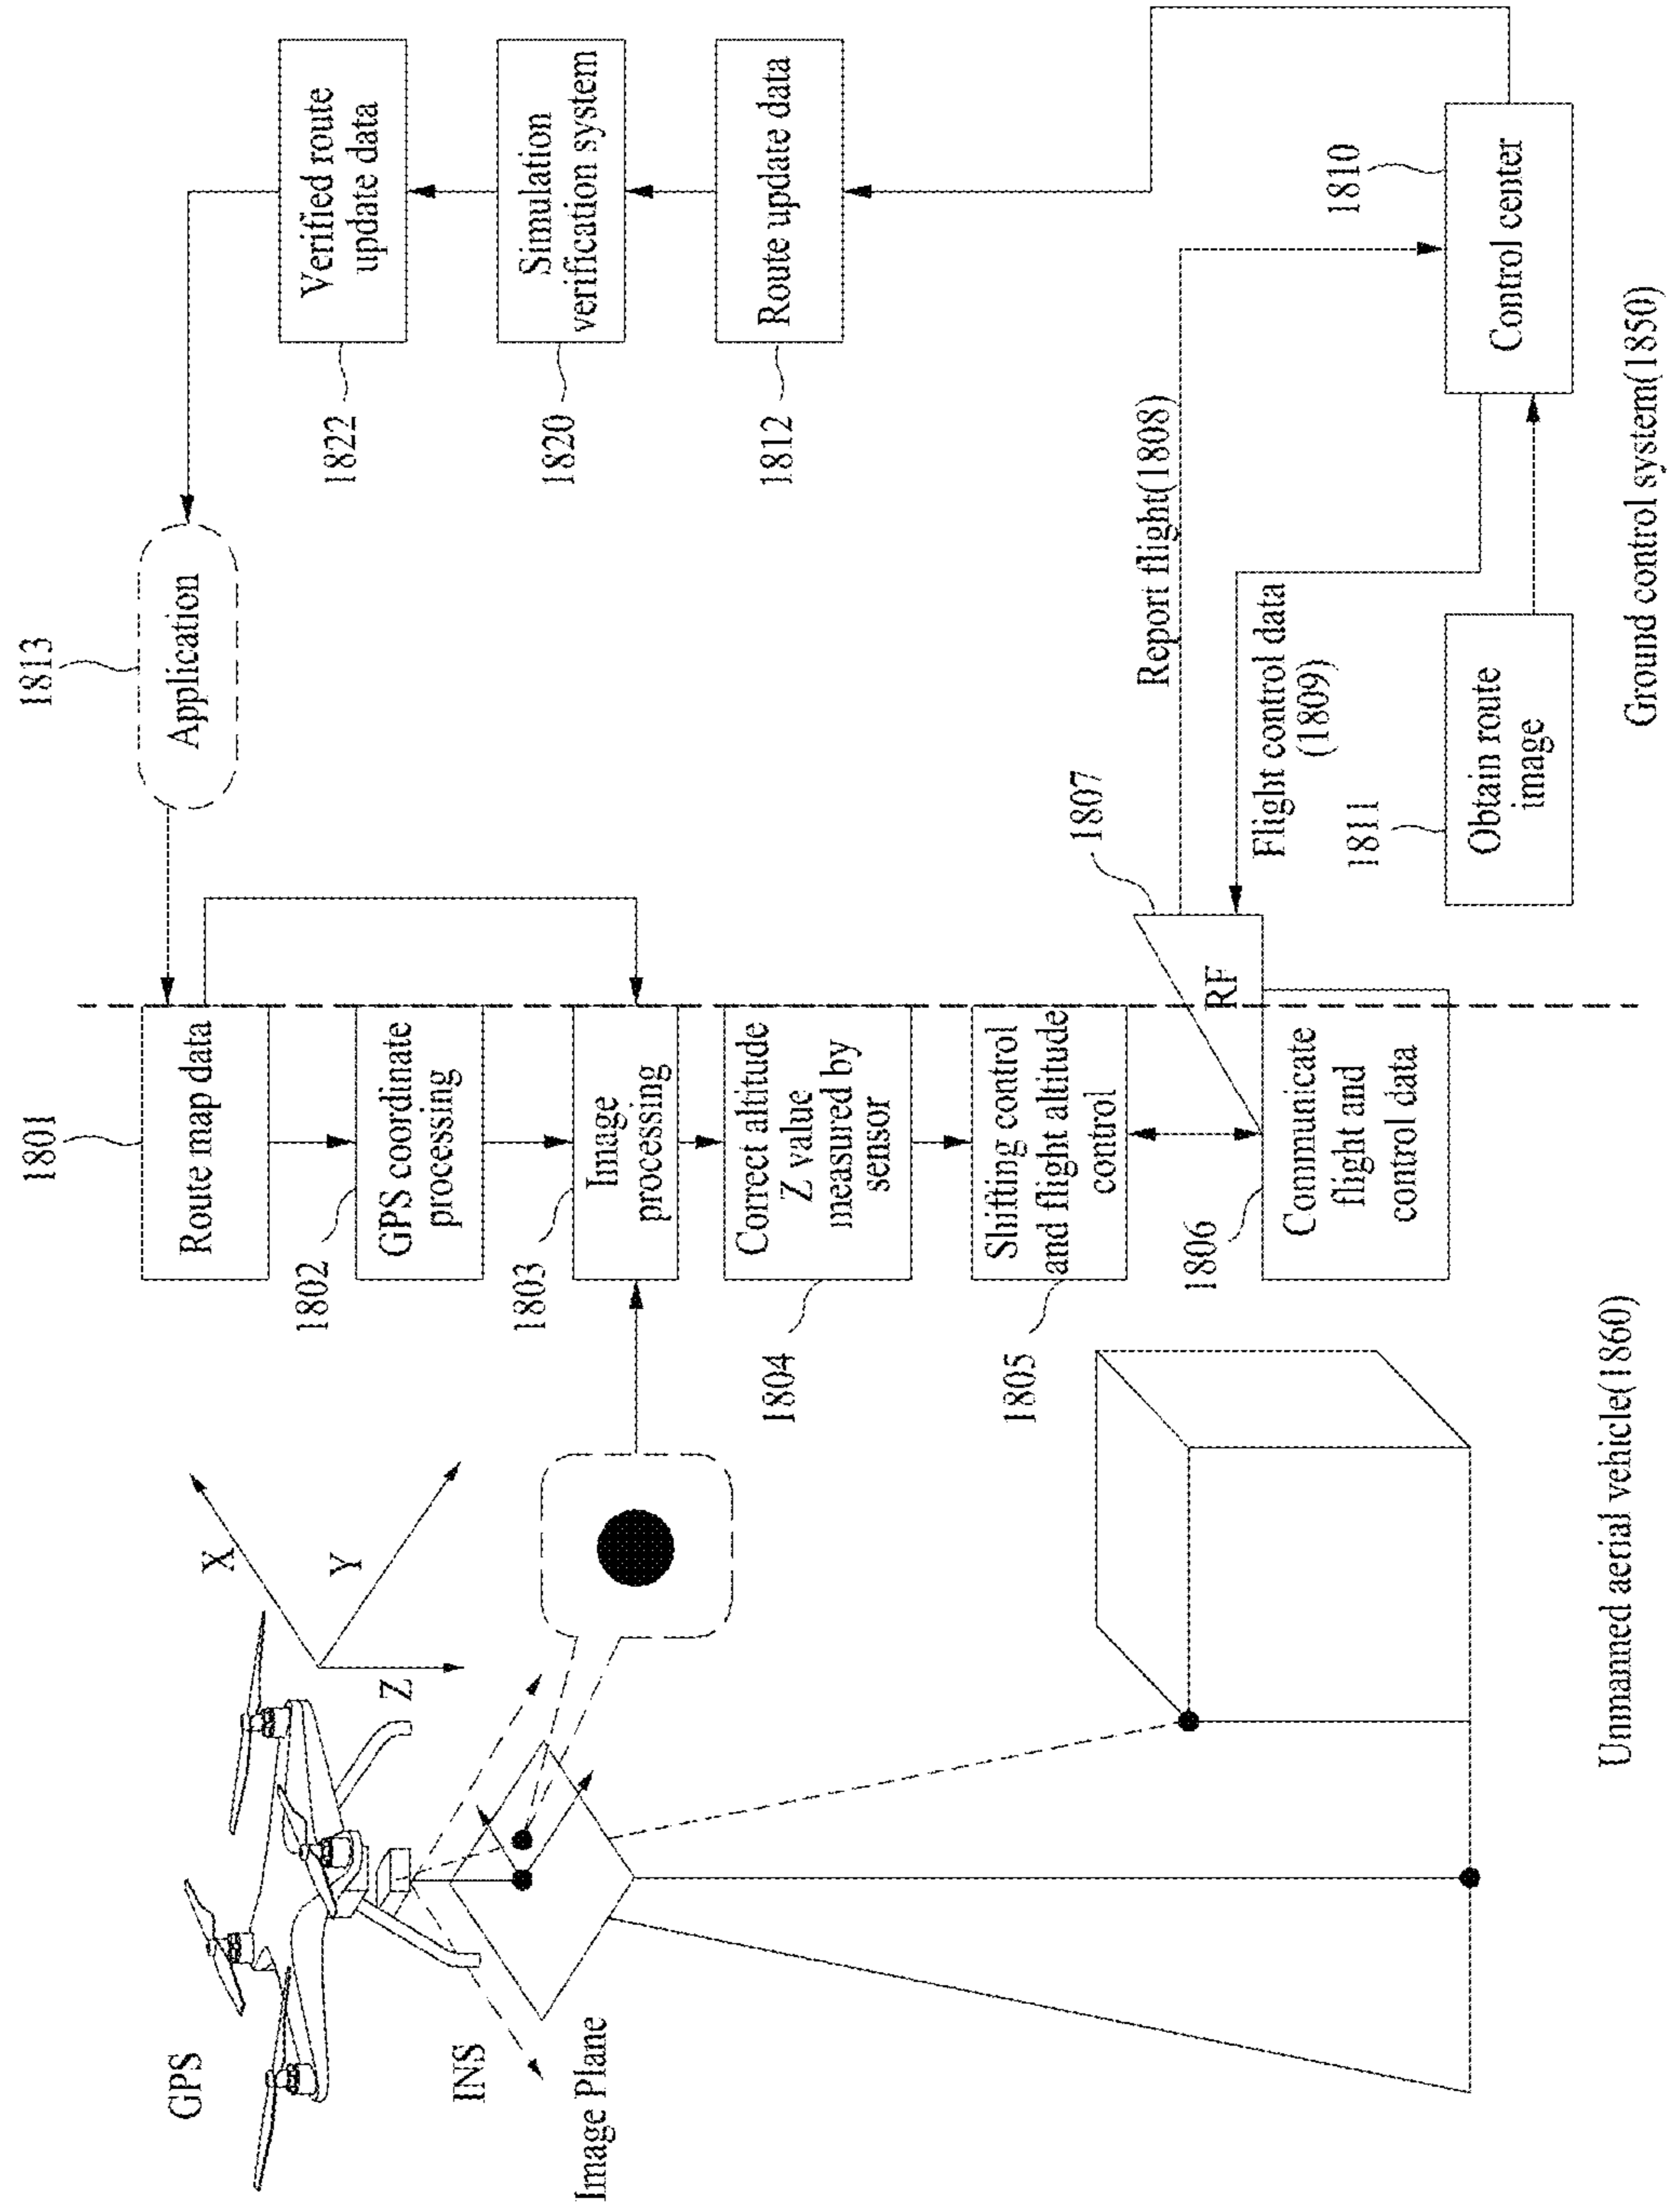 GPS
INS
Image Plane
X
Y
Z
1801
Route map data
1802
GPS coordinate
processing
1803
Image
processing
1804
Correct altitude
Z value
measured by
sensor
1805
Shifting control
and flight altitude
control
1806
Communicate
flight and
control data
RF
1807
Report flight(1808)
Flight control data
(1809)
1811
Obtain route
image
1810
Control center
1812
Route update data
1820
Simulation
verification system
1822
Verified route
update data
1813
Application
Unmanned aerial vehicle(1860)
Ground control system(1850)